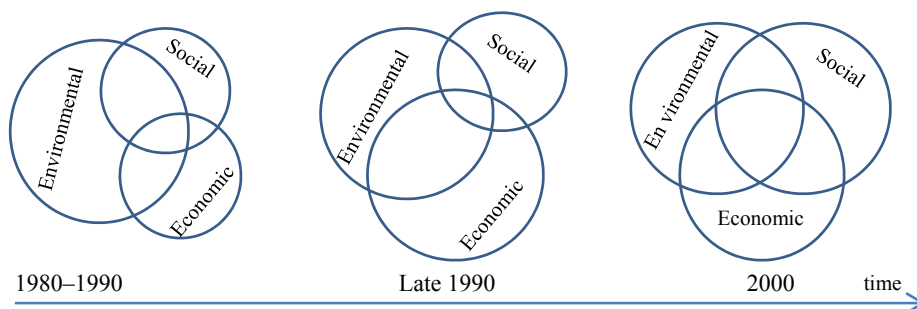 Environmental
Social
Economic
Environmental
Social
Economic
En vironmental
Social
Economic
1980–1990
Late 1990
2000
time